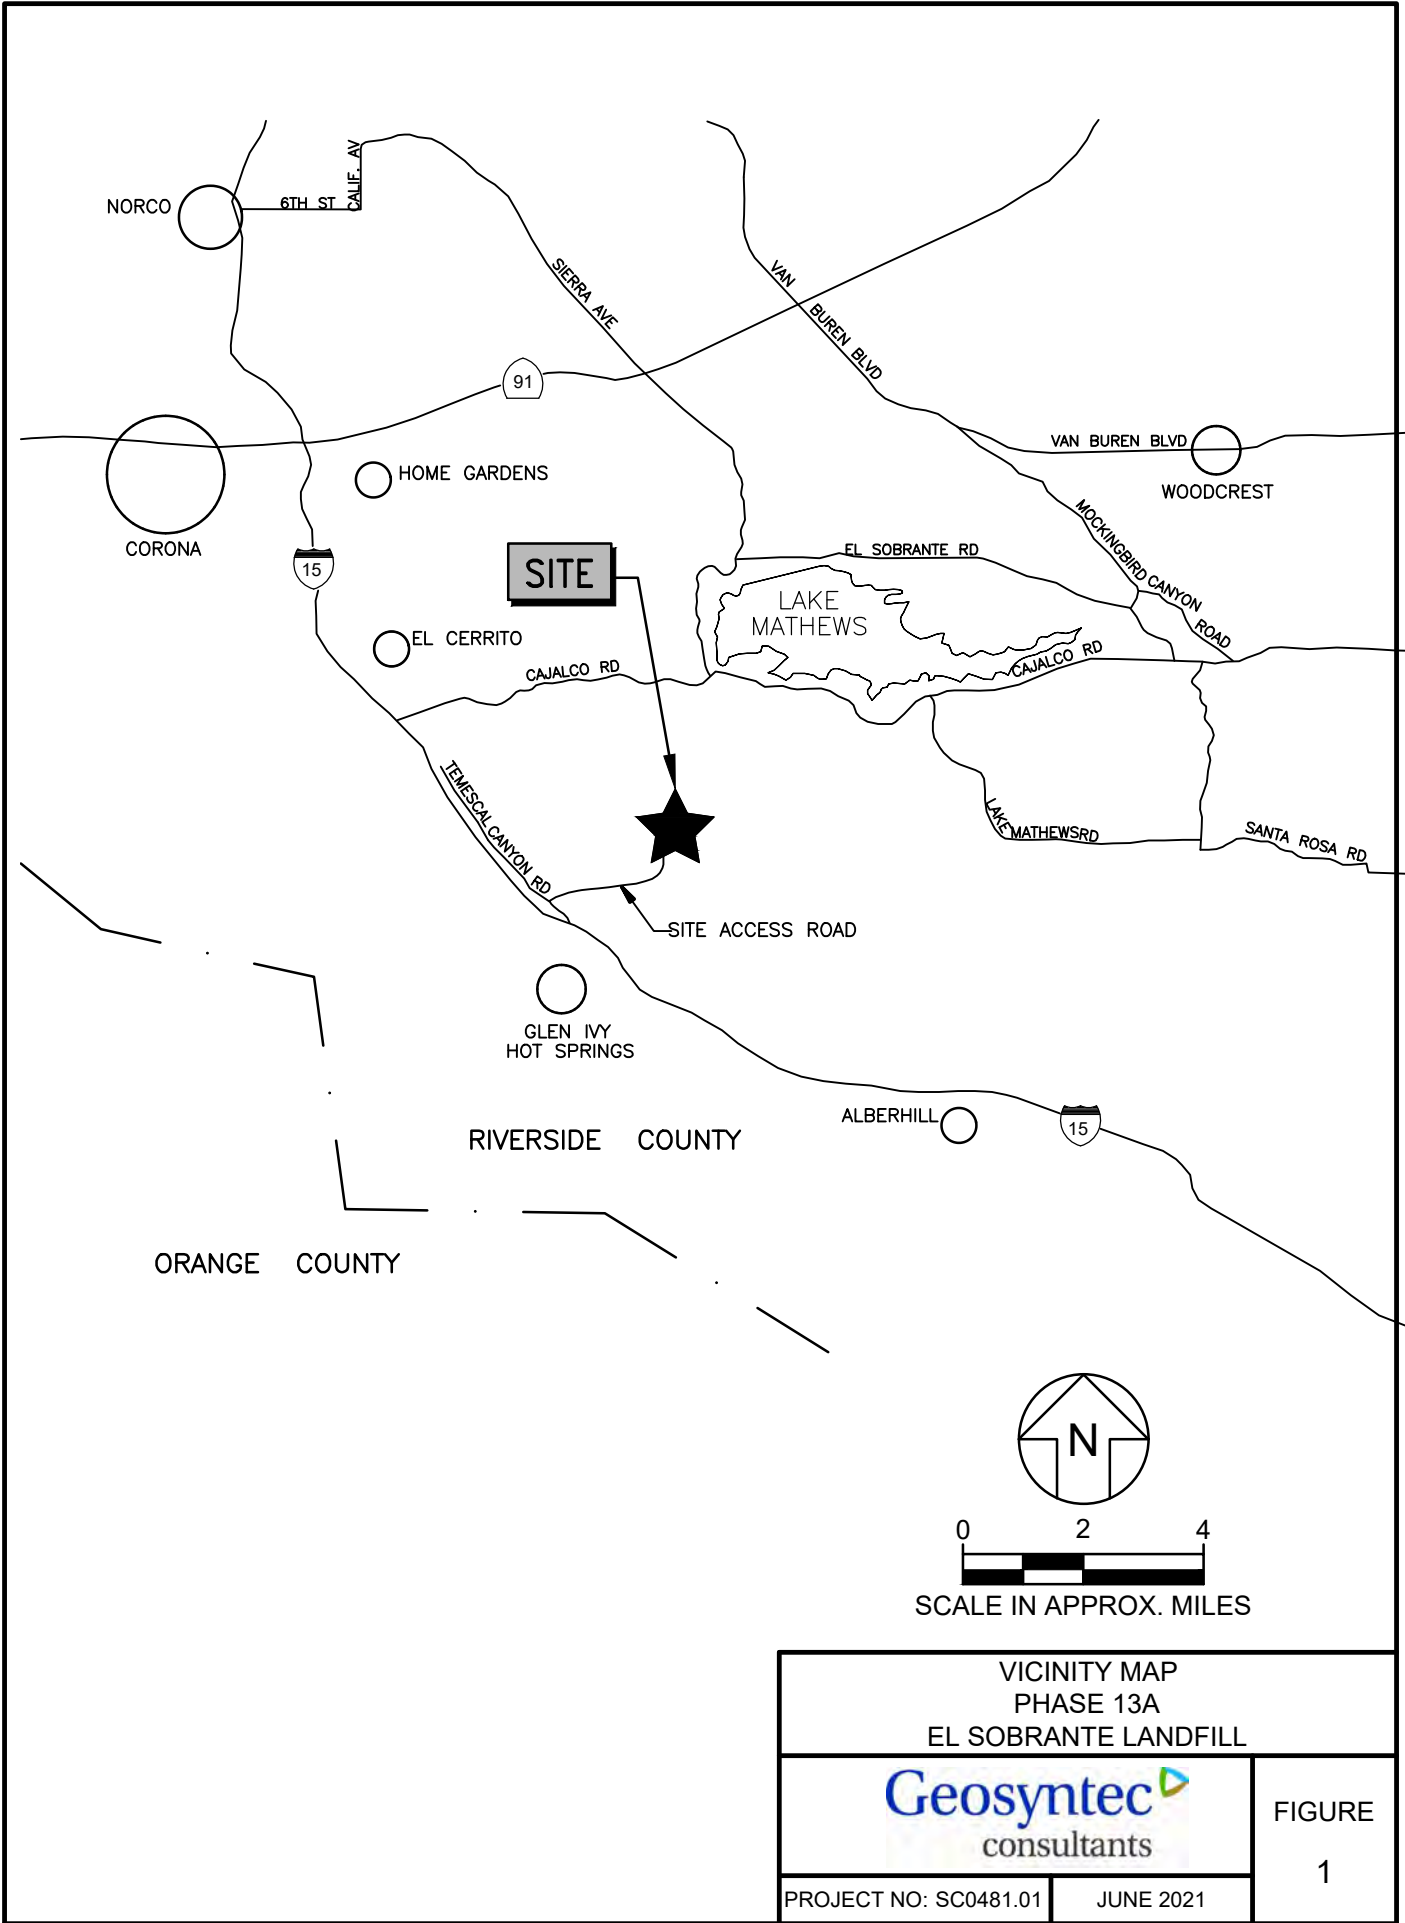 NORCO
6TH ST
CALIF. AV
SIERRA AVE
VAN BUREN BLVD
91
VAN BUREN BLVD
WOODCREST
HOME GARDENS
CORONA
15
SITE
EL SOBRANTE RD
MOCKINGBIRD CANYON ROAD
LAKE
MATHEWS
EL CERRITO
CAJALCO RD
CAJALCO RD
TEMESCAL CANYON RD
LAKE MATHEWS RD
SANTA ROSA RD
SITE ACCESS ROAD
GLEN IVY
HOT SPRINGS
ALBERHILL
15
RIVERSIDE COUNTY
ORANGE COUNTY
N
0 2 4
SCALE IN APPROX. MILES
VICINITY MAP
PHASE 13A
EL SOBRANTE LANDFILL
Geosyntec
consultants
FIGURE
1
PROJECT NO: SC0481.01
JUNE 2021